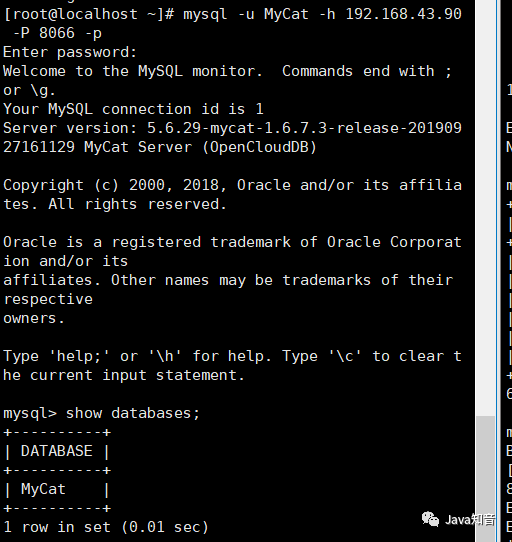 [root@localhost ~]# mysql -u MyCat -h 192.168.43.90
 -P 8066 -p
Enter password:
Welcome to the MySQL monitor.  Commands end with ;
or \g.
Your MySQL connection id is 1
Server version: 5.6.29-mycat-1.6.7.3-release-201909
27161129 MyCat Server (OpenCloudDB)

Copyright (c) 2000, 2018, Oracle and/or its affilia
tes. All rights reserved.

Oracle is a registered trademark of Oracle Corporat
ion and/or its
affiliates. Other names may be trademarks of their
respective
owners.

Type 'help;' or '\h' for help. Type '\c' to clear t
he current input statement.

mysql> show databases;
+----------+
| DATABASE |
+----------+
| MyCat    |
+----------+
1 row in set (0.01 sec)
Java知音